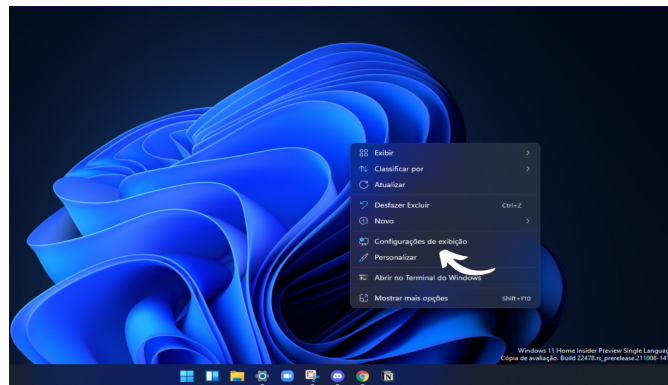 Exibir
Classificar por
Atualizar
Desfazer Excluir Ctrl+Z
Novo
Configurações de exibição
Personalizar
Abrir no Terminal do Windows
Mostrar mais opções Shift+F10
Windows 11 Home Insider Preview Single Languag
Cópia de avaliação. Build 22478.rs_prerelease.211008-14